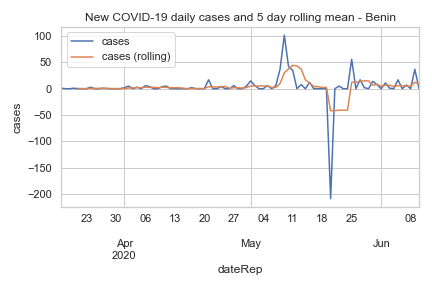 New COVID-19 daily cases and 5 day rolling mean - Benin
cases
cases (rolling)
100
50
0
−50
−100
−150
−200
cases
23 30 06 13 20 27 04 11 18 25 08
Apr May Jun
2020
dateRep